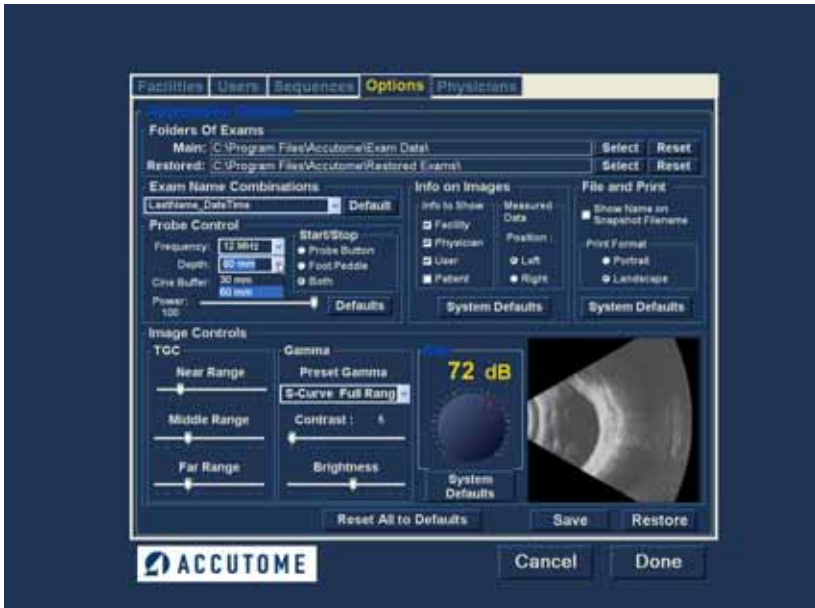 Facilities Users Sequences Options Physicians
Folders Of Exams
Main: C:\Program Files\Accutome\Exam Data\ Select Reset
Restored: C:\Program Files\Accutome\Restored Exams\ Select Reset
Exam Name Combinations
LastName_DateTime Default
Probe Control
Frequency: 12 MHz
Depth: 60 mm
Cine Buffer: 30 mm
60 mm
Power:
100
Start/Stop
Probe Button
Foot Peddle
Both
Defaults
Info on Images
Info to Show
Facility
Physician
User
Patient
Measured
Data
Position :
Left
Right
System Defaults
File and Print
Show Name on
Snapshot Filename
Print Format
Portrait
Landscape
System Defaults
Image Controls
TGC
Near Range
Middle Range
Far Range
Gamma
Preset Gamma
S-Curve Full Rang
Contrast :
Brightness
72 dB
System
Defaults
Reset All to Defaults Save Restore
ACCUTOME
Cancel Done